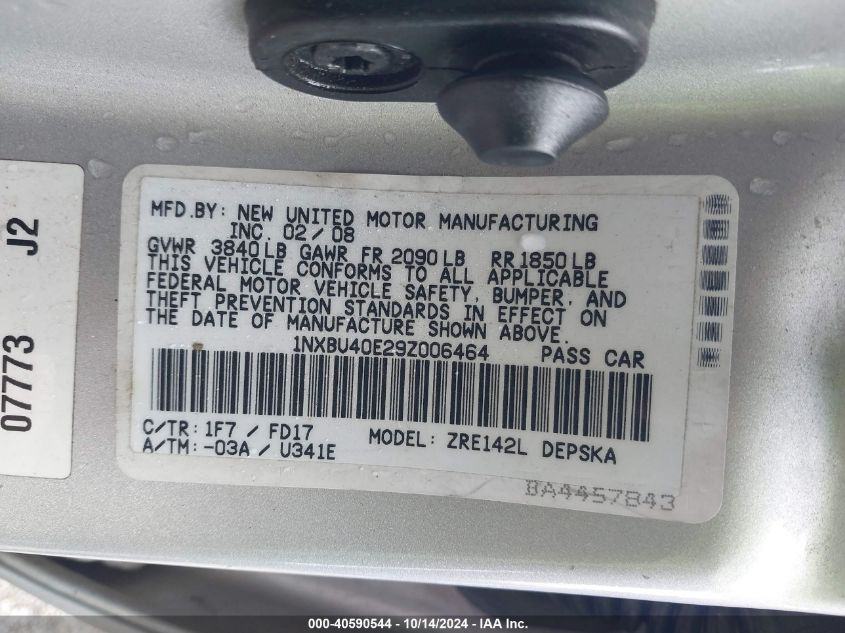 MFD.BY: NEW UNITED MOTOR MANUFACTURING
INC. 02/08
GVWR 3840LB GAWR FR 2090LB RR 1850LB
THIS VEHICLE CONFORMS TO ALL APPLICABLE
FEDERAL MOTOR VEHICLE SAFETY, BUMPER, AND
THEFT PREVENTION STANDARDS IN EFFECT ON
THE DATE OF MANUFACTURE SHOWN ABOVE.
1NXBU40E29Z006464 PASS CAR
C/TR: 1F7 / FD17 MODEL: ZRE142L DEPSKA
A/TM: -03A / U341E
BA4457843
07773 J2
000-40590544 - 10/14/2024 - IAA Inc.